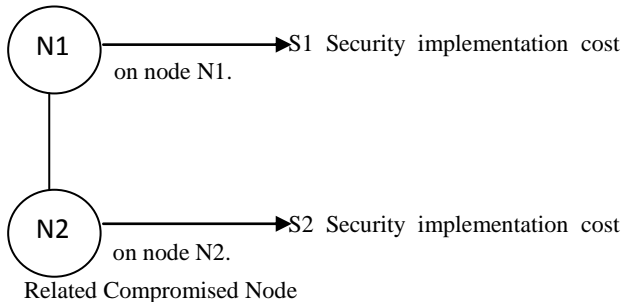 N1
S1 Security implementation cost
on node N1.
N2
S2 Security implementation cost
on node N2.
Related Compromised Node